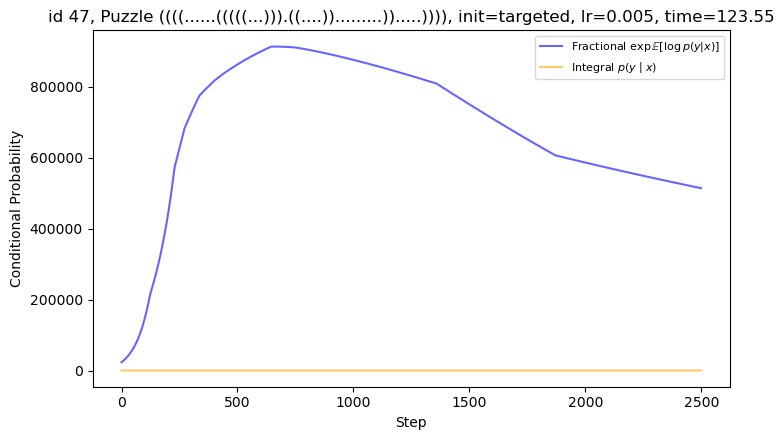 id 47, Puzzle ((((......(((((...))).((....)).........)).....)))), init=targeted, lr=0.005, time=123.55
Fractional exp𝔼[log p(y|x)]
Integral p(y | x)
Conditional Probability
800000
600000
400000
200000
0
0 500 1000 1500 2000 2500
Step